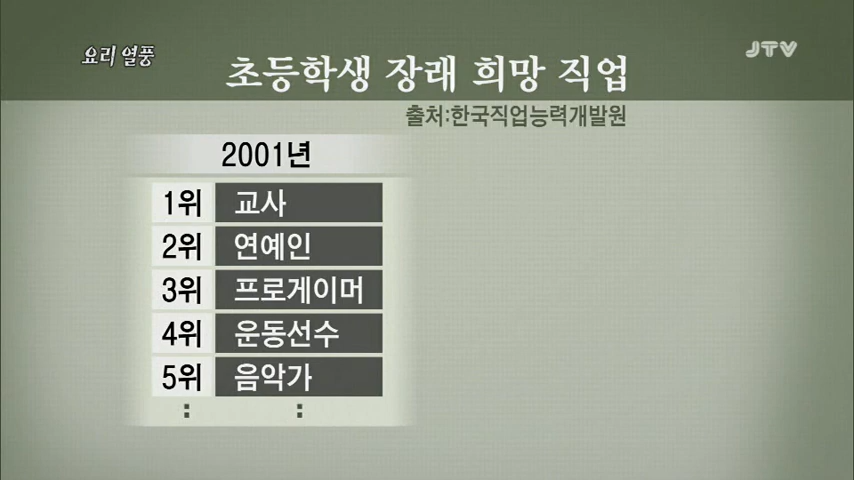 요리 열풍
JTV
초등학생 장래 희망 직업
출처:한국직업능력개발원
2001년
1위 교사
2위 연예인
3위 프로게이머
4위 운동선수
5위 음악가
: :